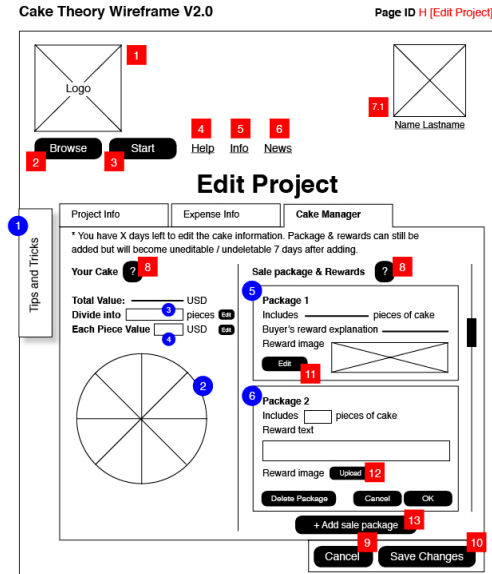 Cake Theory Wireframe V2.0
Page ID H [Edit Project]
1
Logo
7.1
Name Lastname
Browse
Start
4
5
6
2
3
Help
Info
News
Edit Project
1
Tips and Tricks
Project Info
Expense Info
Cake Manager
* You have X days left to edit the cake information. Package & rewards can still be
added but will become uneditable / undeletable 7 days after adding.
Your Cake
?
8
Sale package & Rewards
?
8
Total Value: USD
Divide into 3 pieces Edit
Each Piece Value USD Edit
4
2
5
Package 1
Includes pieces of cake
Buyer's reward explanation
Reward image
Edit
11
6
Package 2
Includes pieces of cake
Reward text
Reward image Upload 12
Delete Package
Cancel
OK
+ Add sale package
13
9
10
Cancel
Save Changes